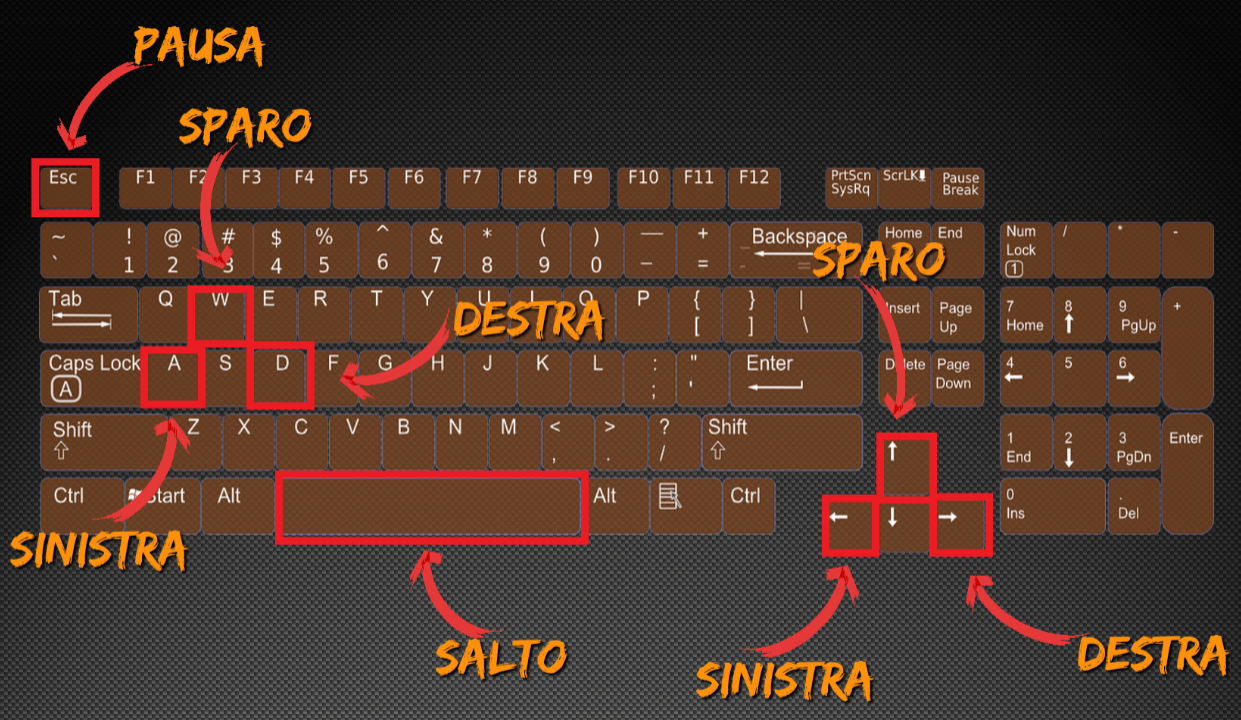 PAUSA
SPARO
Esc F1 F2 F3 F4 F5 F6 F7 F8 F9 F10 F11 F12 PrtScn SysRq ScrLK Pause Break
~ ` ! 1 @ 2 # 3 $ 4 % 5 ^ 6 & 7 * 8 ( 9 ) 0 — – + = Backspace Home End Num Lock 1 / * -
SPARO
Tab Q W E R T Y U I O P { [ } ] | \ Insert Page Up 7 Home 8 9 PgUp +
DESTRA
Caps Lock A A S D F G H J K L : ; " ' Enter Delete Page Down 4 5 6
Shift Z X C V B N M < , > . ? / Shift 1 End 2 3 PgDn Enter
Ctrl Start Alt Alt Ctrl 0 Ins . Del
SINISTRA
SALTO
SINISTRA
DESTRA